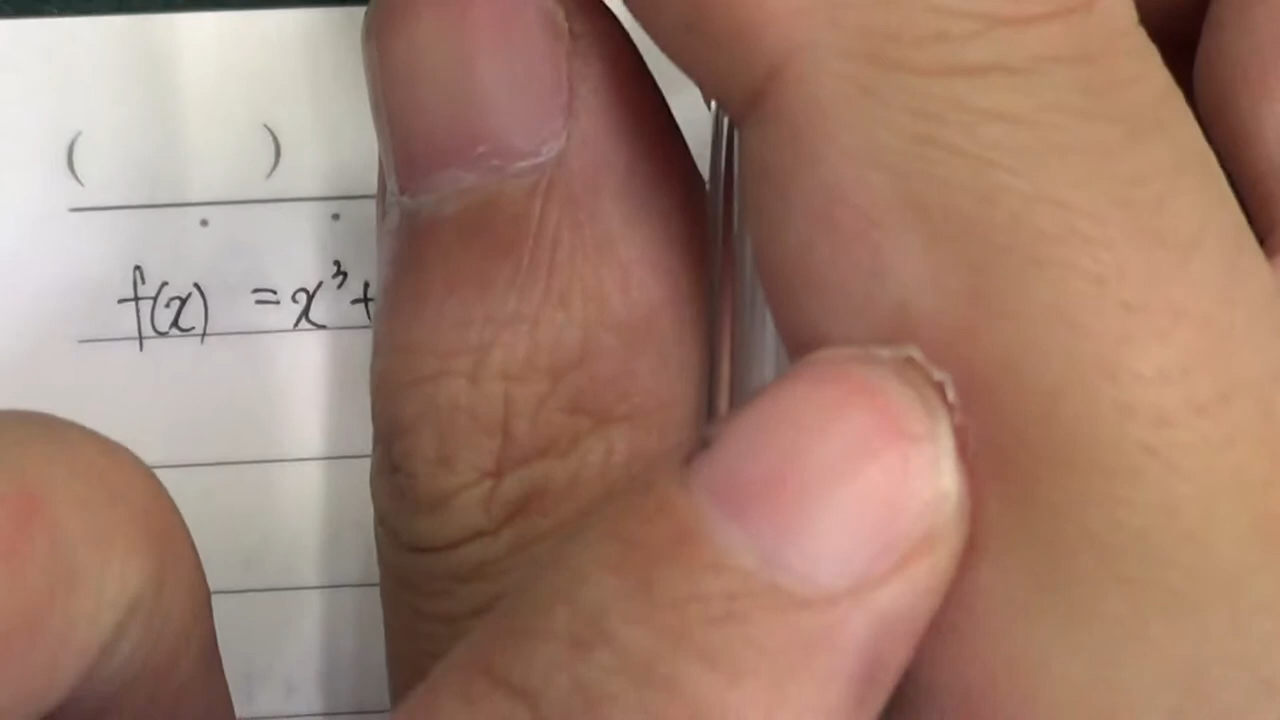 ( )
f(x) = x³+